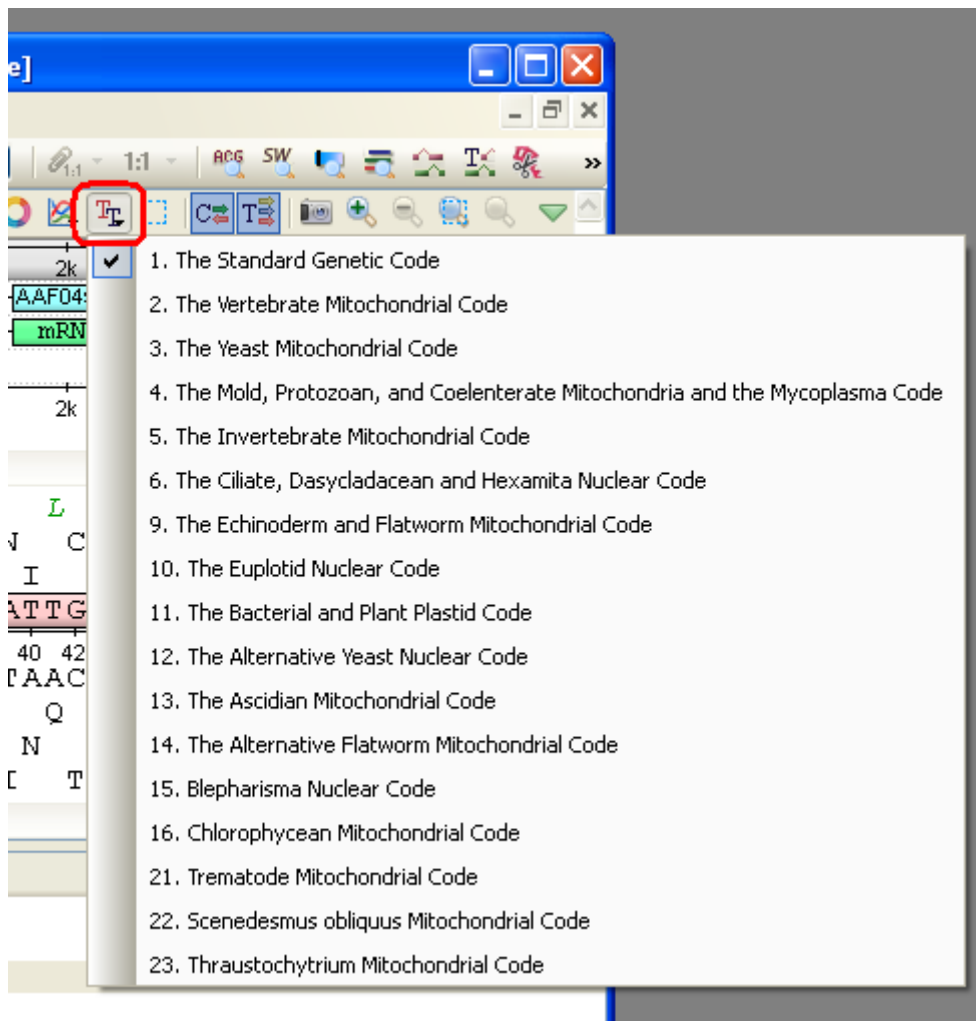 e]
1:1
1:1
ACG
SW
»
T
C
T
2k
AAF04
mRN
2k
1. The Standard Genetic Code
2. The Vertebrate Mitochondrial Code
3. The Yeast Mitochondrial Code
4. The Mold, Protozoan, and Coelenterate Mitochondria and the Mycoplasma Code
5. The Invertebrate Mitochondrial Code
6. The Ciliate, Dasycladacean and Hexamita Nuclear Code
9. The Echinoderm and Flatworm Mitochondrial Code
10. The Euplotid Nuclear Code
11. The Bacterial and Plant Plastid Code
12. The Alternative Yeast Nuclear Code
13. The Ascidian Mitochondrial Code
14. The Alternative Flatworm Mitochondrial Code
15. Blepharisma Nuclear Code
16. Chlorophycean Mitochondrial Code
21. Trematode Mitochondrial Code
22. Scenedesmus obliquus Mitochondrial Code
23. Thraustochytrium Mitochondrial Code
L
C
I
ATTG
40 42
TAAC
Q
N
T